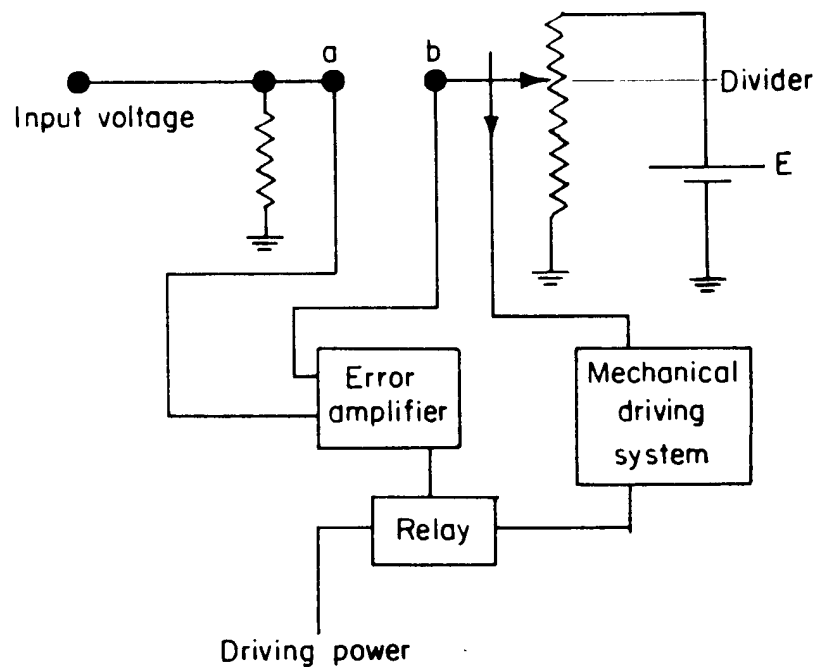 a
b
Input voltage
Divider
E
Error
amplifier
Mechanical
driving
system
Relay
Driving power